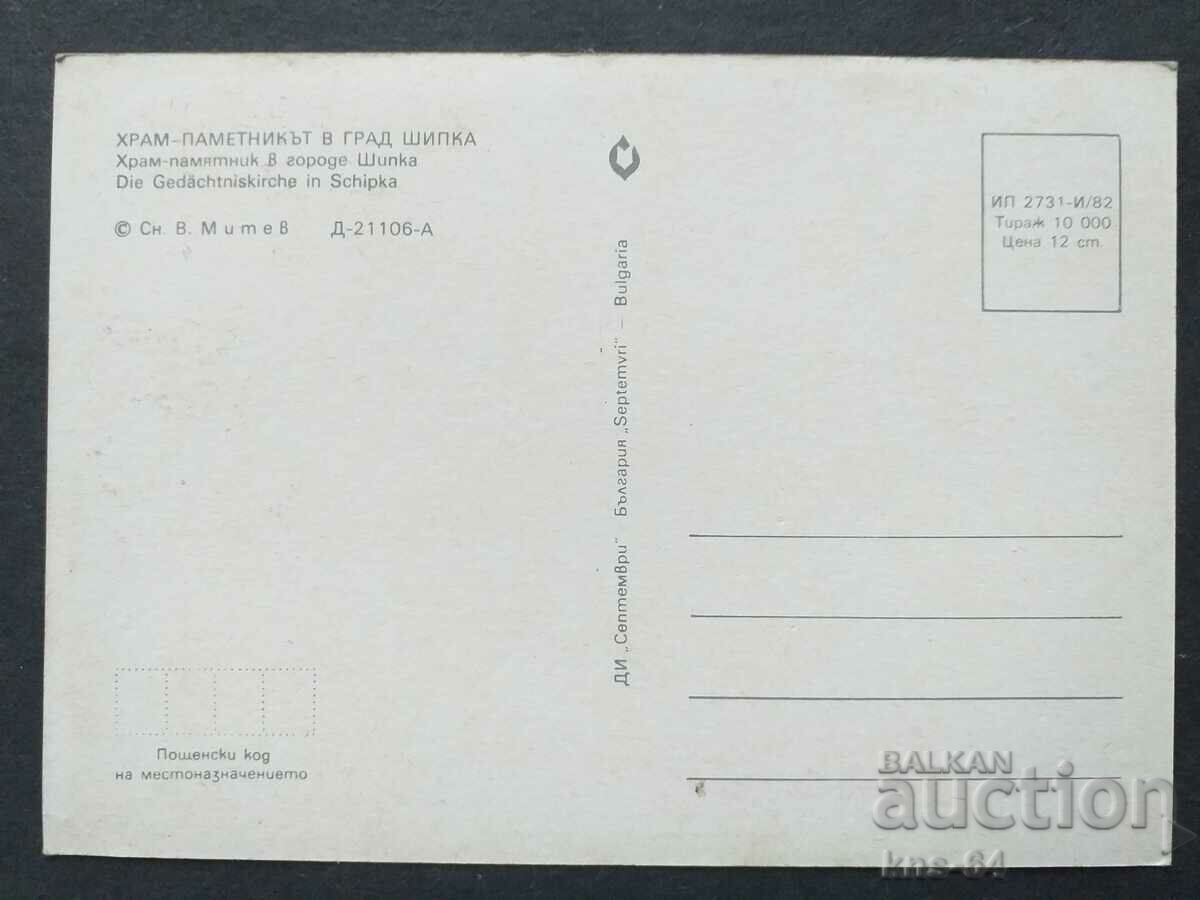 ХРАМ-ПАМЕТНИКЪТ В ГРАД ШИПКА
Храм-памятник в городе Шипка
Die Gedächtniskirche in Schipka
© Сн. В. Митев Д-21106-А
ДИ „Септември" България „Septemvri" – Bulgaria
ИП 2731-И/82
Тираж 10 000
Цена 12 ст.
Пощенски код
на местоназначението
BALKAN
auction
kns-64